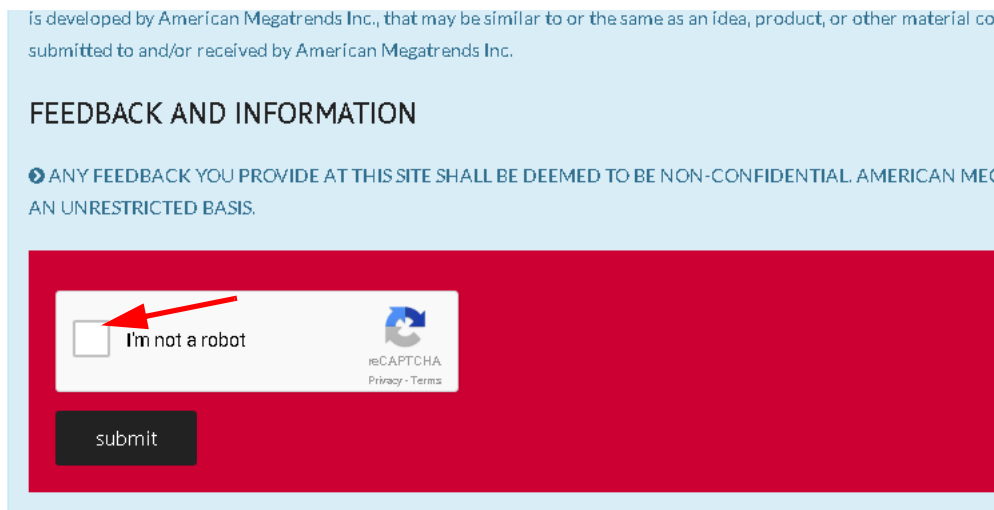 is developed by American Megatrends Inc., that may be similar to or the same as an idea, product, or other material co
submitted to and/or received by American Megatrends Inc.
FEEDBACK AND INFORMATION
ANY FEEDBACK YOU PROVIDE AT THIS SITE SHALL BE DEEMED TO BE NON-CONFIDENTIAL. AMERICAN MEG
AN UNRESTRICTED BASIS.
I'm not a robot
reCAPTCHA
Privacy - Terms
submit